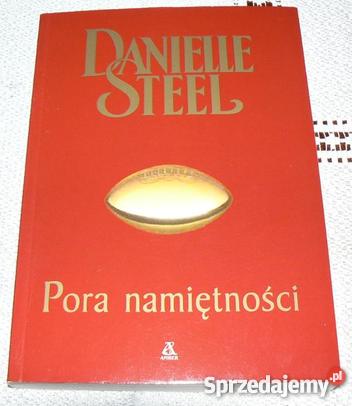 DANIELLE
STEEL
Pora namiętności
AMBER
Sprzedajemy.pl